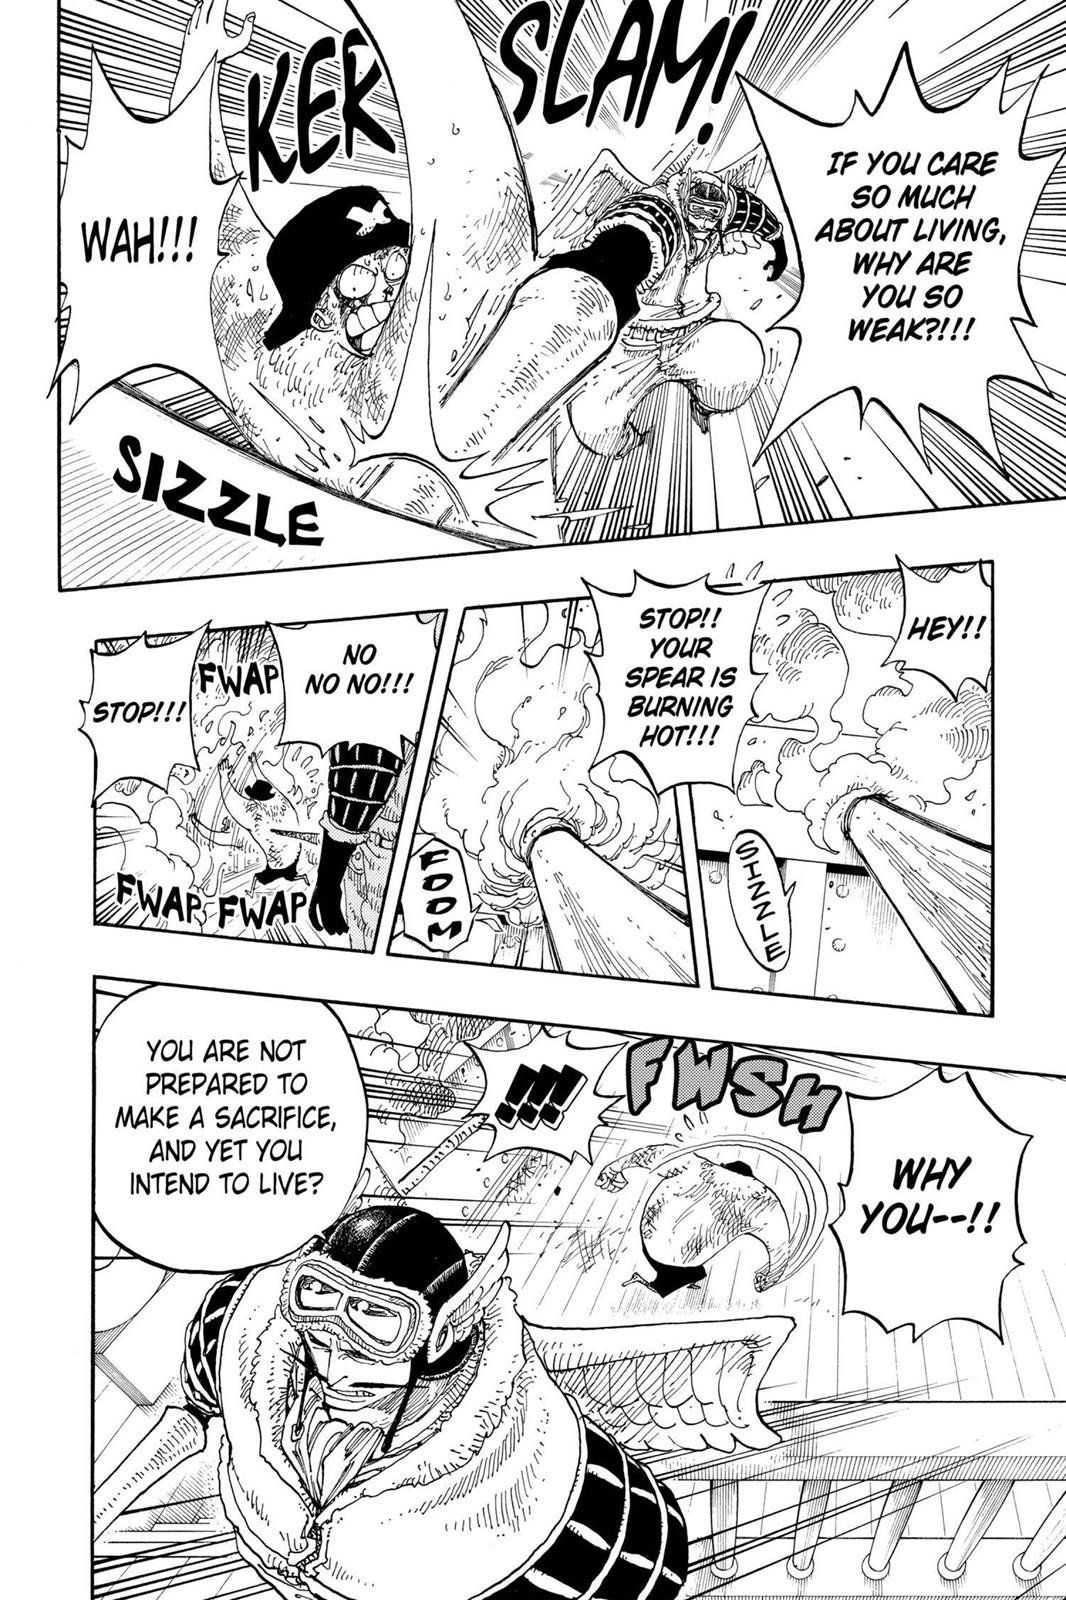 KER
SLAM!
IF YOU CARE
SO MUCH
ABOUT LIVING,
WHY ARE
YOU SO
WEAK?!!!
WAH!!!
SIZZLE
HEY!!
SIZZLE
STOP!!
YOUR
SPEAR IS
BURNING
HOT!!!
FOOM
NO
NO NO!!!
FWAP
STOP!!!
FWAP FWAP
WHY
YOU--!!
FWSH
!!!
YOU ARE NOT
PREPARED TO
MAKE A SACRIFICE,
AND YET YOU
INTEND TO LIVE?